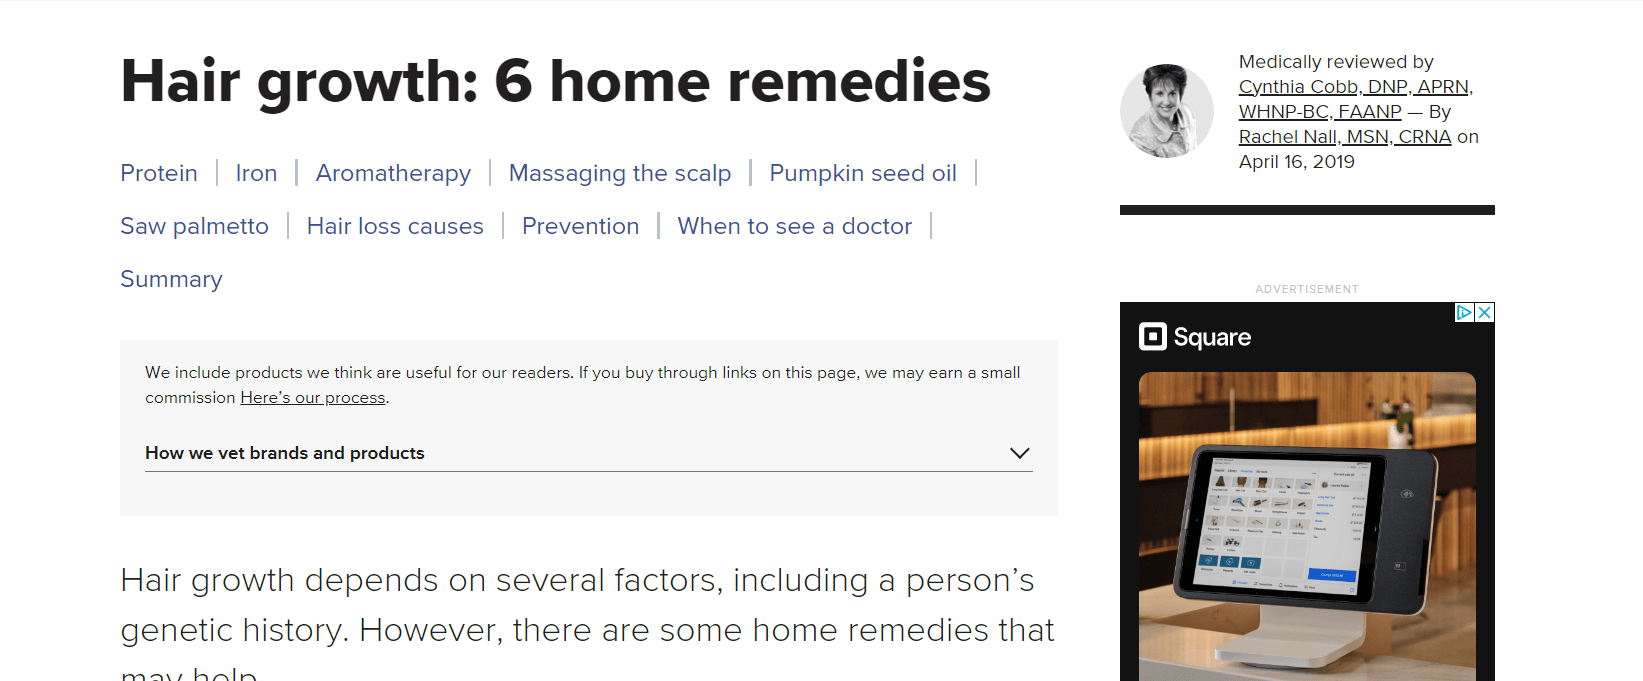 Hair growth: 6 home remedies
Protein | Iron | Aromatherapy | Massaging the scalp | Pumpkin seed oil |
Saw palmetto | Hair loss causes | Prevention | When to see a doctor |
Summary
We include products we think are useful for our readers. If you buy through links on this page, we may earn a small
commission Here’s our process.
How we vet brands and products
Hair growth depends on several factors, including a person’s
genetic history. However, there are some home remedies that
may help.
Medically reviewed by
Cynthia Cobb, DNP, APRN,
WHNP-BC, FAANP — By
Rachel Nall, MSN, CRNA on
April 16, 2019
ADVERTISEMENT
Square